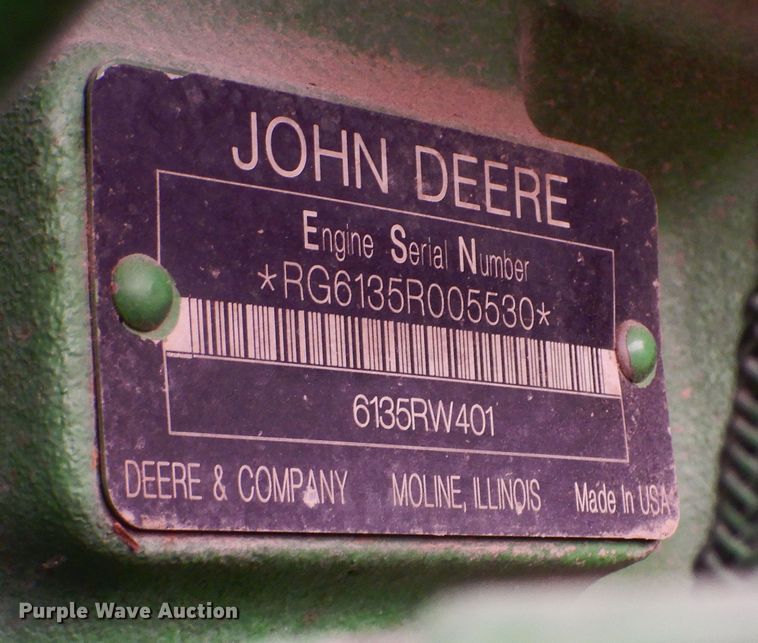 JOHN DEERE
Engine Serial Number
*RG6135R005530*
6135RW401
DEERE & COMPANY MOLINE, ILLINOIS Made In USA
Purple Wave Auction